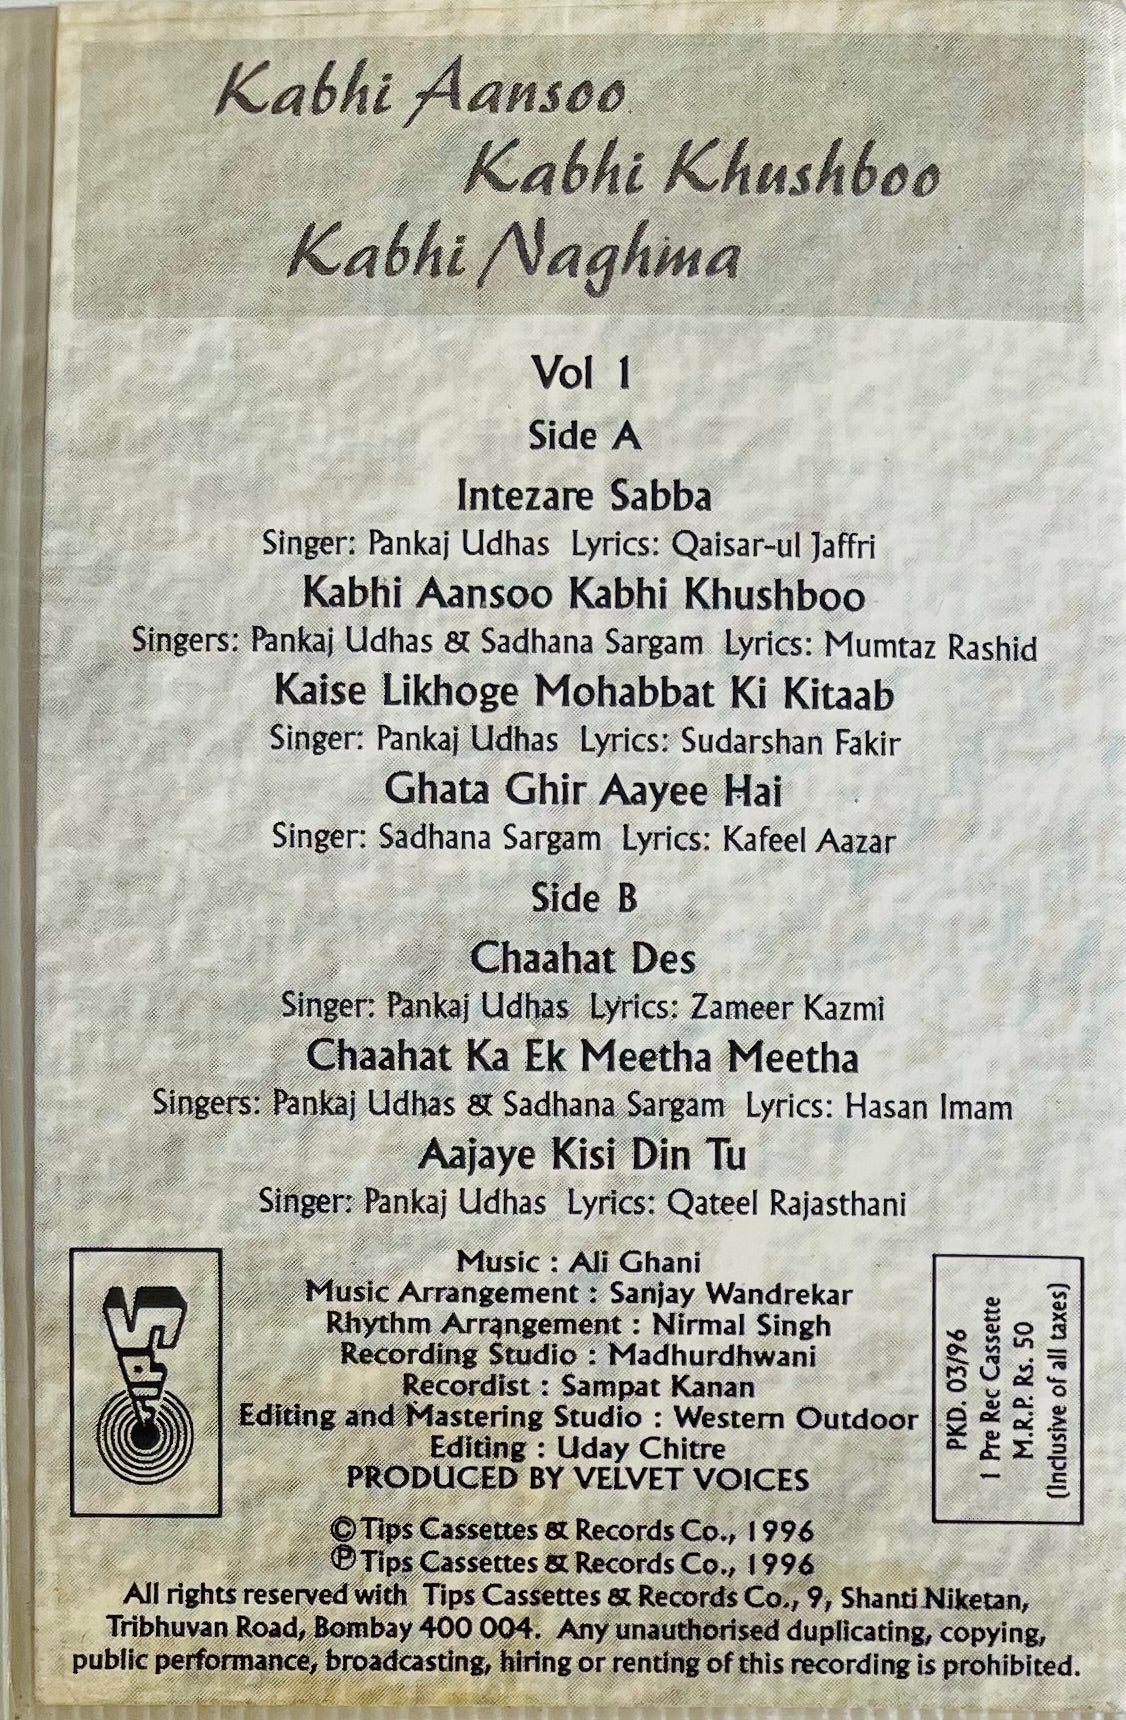 Kabhi Aansoo
Kabhi Khushboo
Kabhi Naghma
Vol 1
Side A
Intezare Sabba
Singer: Pankaj Udhas Lyrics: Qaisar-ul Jaffri
Kabhi Aansoo Kabhi Khushboo
Singers: Pankaj Udhas & Sadhana Sargam Lyrics: Mumtaz Rashid
Kaise Likhoge Mohabbat Ki Kitaab
Singer: Pankaj Udhas Lyrics: Sudarshan Fakir
Ghata Ghir Aayee Hai
Singer: Sadhana Sargam Lyrics: Kafeel Aazar
Side B
Chaahat Des
Singer: Pankaj Udhas Lyrics: Zameer Kazmi
Chaahat Ka Ek Meetha Meetha
Singers: Pankaj Udhas & Sadhana Sargam Lyrics: Hasan Imam
Aajaye Kisi Din Tu
Singer: Pankaj Udhas Lyrics: Qateel Rajasthani
Music : Ali Ghani
Music Arrangement : Sanjay Wandrekar
Rhythm Arrangement : Nirmal Singh
Recording Studio : Madhurdhwani
Recordist : Sampat Kanan
Editing and Mastering Studio : Western Outdoor
Editing : Uday Chitre
PRODUCED BY VELVET VOICES
TIPS
PKD. 03/96
1 Pre Rec Cassette
M.R.P. Rs. 50
(Inclusive of all taxes)
©Tips Cassettes & Records Co., 1996
℗Tips Cassettes & Records Co., 1996
All rights reserved with Tips Cassettes & Records Co., 9, Shanti Niketan,
Tribhuvan Road, Bombay 400 004. Any unauthorised duplicating, copying,
public performance, broadcasting, hiring or renting of this recording is prohibited.